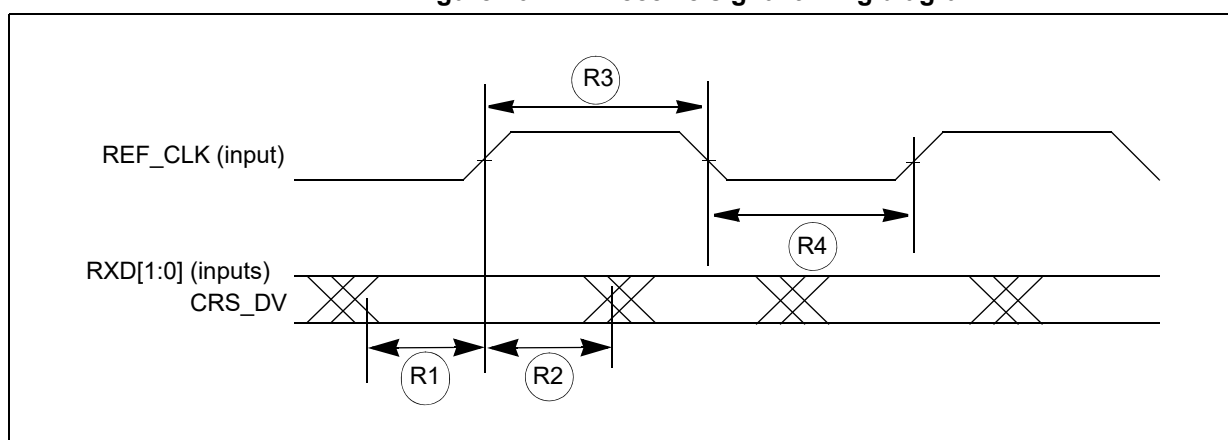 R3
REF_CLK (input)
R4
RXD[1:0] (inputs)
CRS_DV
R1
R2